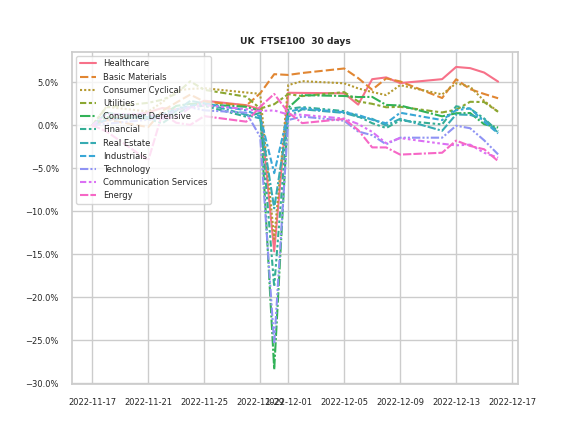 UK  FTSE100  30 days
Healthcare
Basic Materials
Consumer Cyclical
Utilities
Consumer Defensive
Financial
Real Estate
Industrials
Technology
Communication Services
Energy
5.0%
0.0%
−5.0%
−10.0%
−15.0%
−20.0%
−25.0%
−30.0%
2022-11-17 2022-11-21 2022-11-25 2022-11-29 2022-12-01 2022-12-05 2022-12-09 2022-12-13 2022-12-17